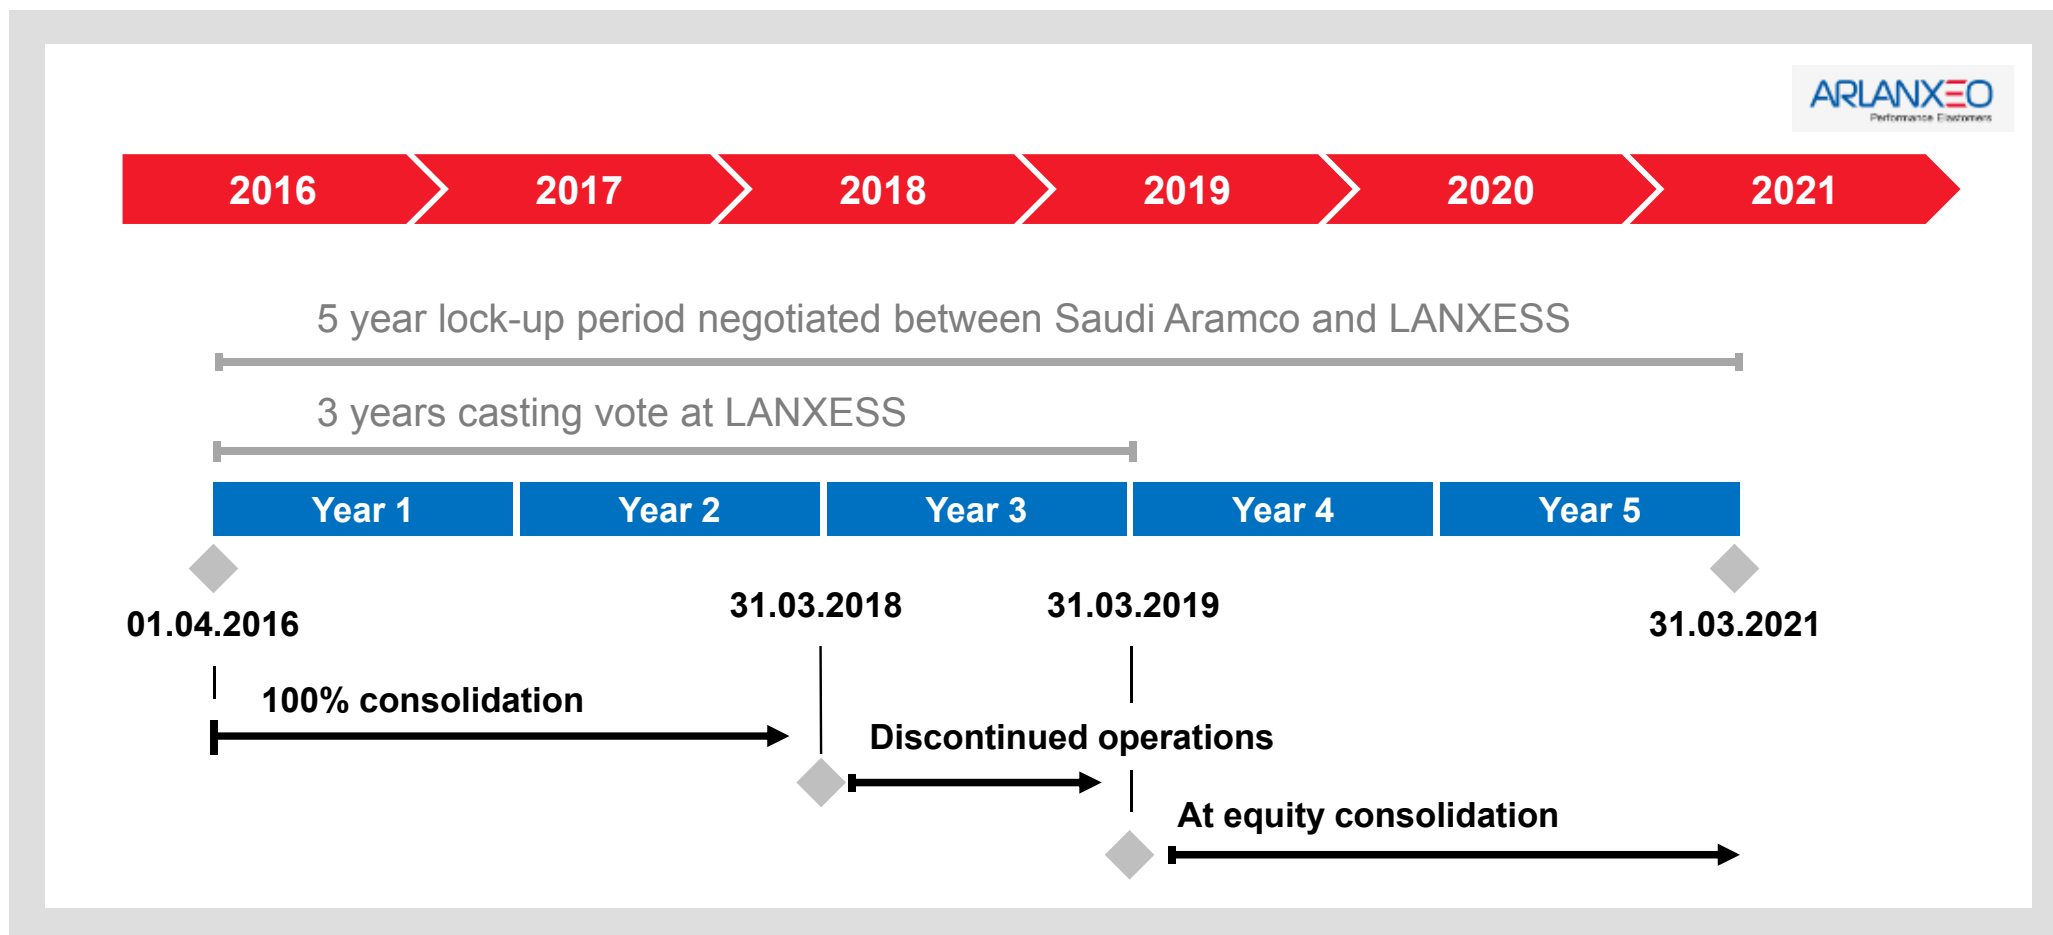 ARLANXEO
Performance Elastomers
2016 2017 2018 2019 2020 2021
5 year lock-up period negotiated between Saudi Aramco and LANXESS
3 years casting vote at LANXESS
Year 1 Year 2 Year 3 Year 4 Year 5
31.03.2018 31.03.2019
01.04.2016 31.03.2021
100% consolidation
Discontinued operations
At equity consolidation